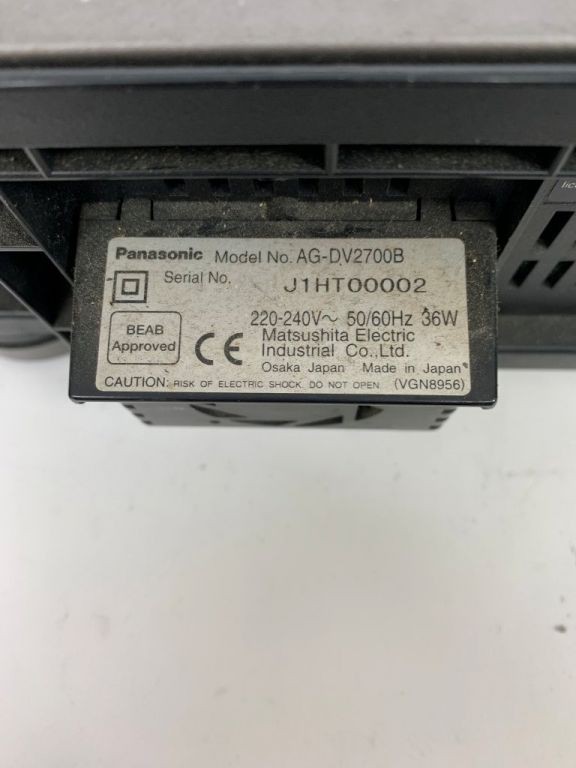 Panasonic Model No. AG-DV2700B
Serial No. J1HT00002
BEAB
Approved
CE
220-240V～ 50/60Hz 36W
Matsushita Electric
Industrial Co.,Ltd.
Osaka Japan Made in Japan
CAUTION: RISK OF ELECTRIC SHOCK DO NOT OPEN (VGN8956)